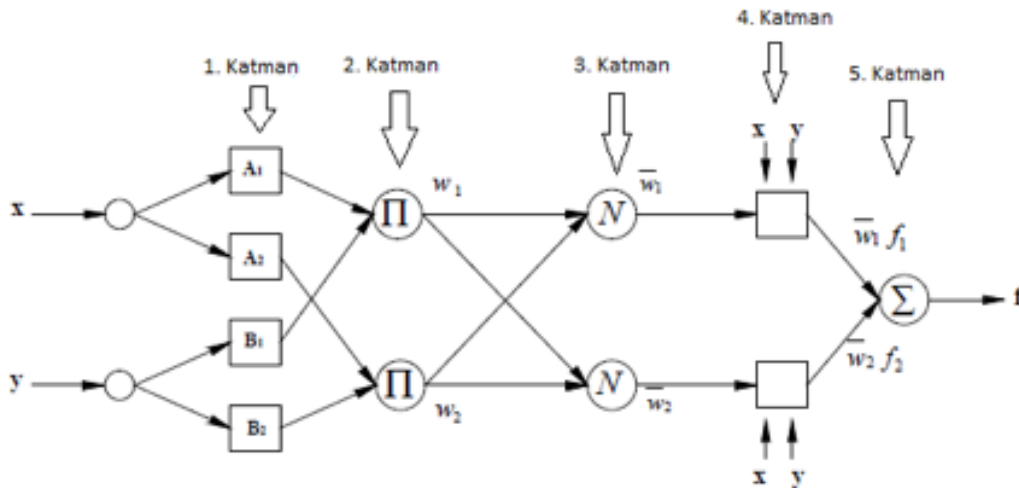 4. Katman
1. Katman
2. Katman
3. Katman
5. Katman
x y
A₁
w₁
w̅₁
x
Π
N
A₂
w̅₁ f₁
Σ
f
B₁
w̅₂ f₂
y
Π
N
w₂
w̅₂
B₂
x y